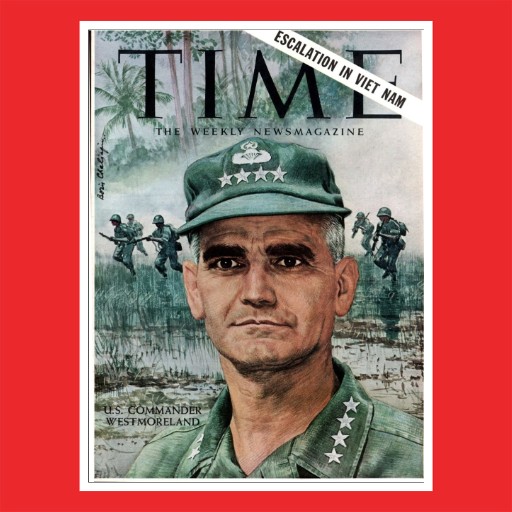 ESCALATION IN VIET NAM
TIME
THE WEEKLY NEWSMAGAZINE
U.S. COMMANDER
WESTMORELAND